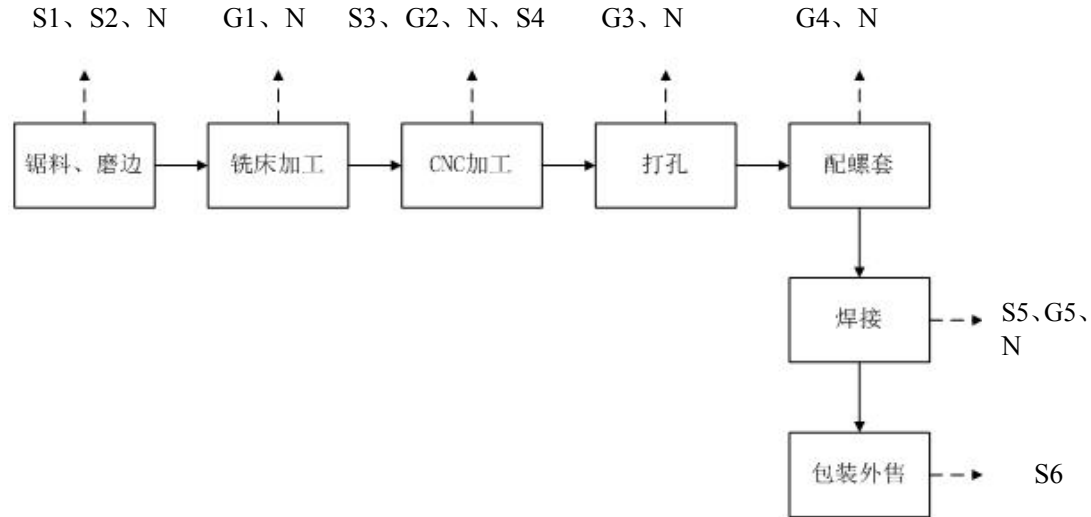 S1、S2、N
G1、N
S3、G2、N、S4
G3、N
G4、N
锯料、磨边
铣床加工
CNC加工
打孔
配螺套
焊接
S5、G5、
N
包装外售
S6